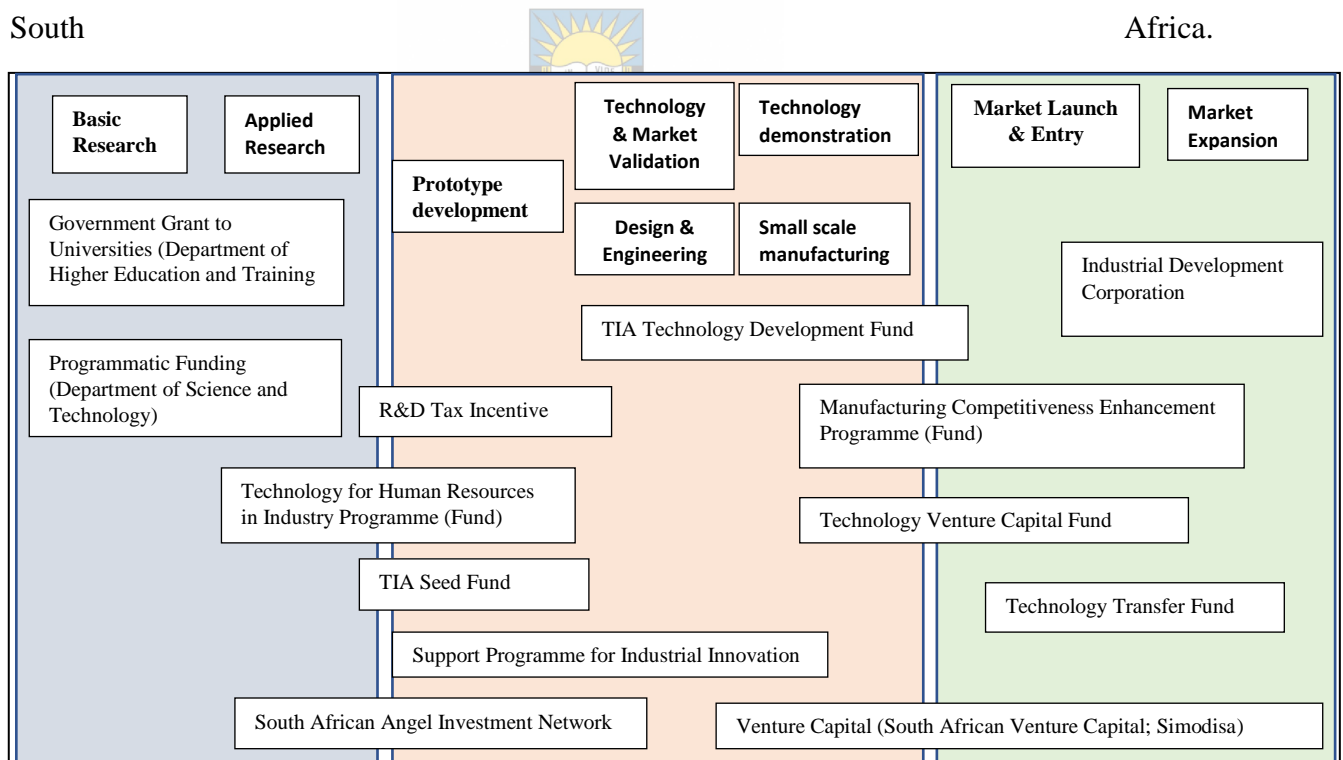 South Africa.
Basic
Research
Applied
Research
Prototype
development
Technology
& Market
Validation
Technology
demonstration
Design &
Engineering
Small scale
manufacturing
Market Launch
& Entry
Market
Expansion
Government Grant to
Universities (Department of
Higher Education and Training
Industrial Development
Corporation
TIA Technology Development Fund
Programmatic Funding
(Department of Science and
Technology)
R&D Tax Incentive
Manufacturing Competitiveness Enhancement
Programme (Fund)
Technology for Human Resources
in Industry Programme (Fund)
Technology Venture Capital Fund
TIA Seed Fund
Technology Transfer Fund
Support Programme for Industrial Innovation
South African Angel Investment Network
Venture Capital (South African Venture Capital; Simodisa)